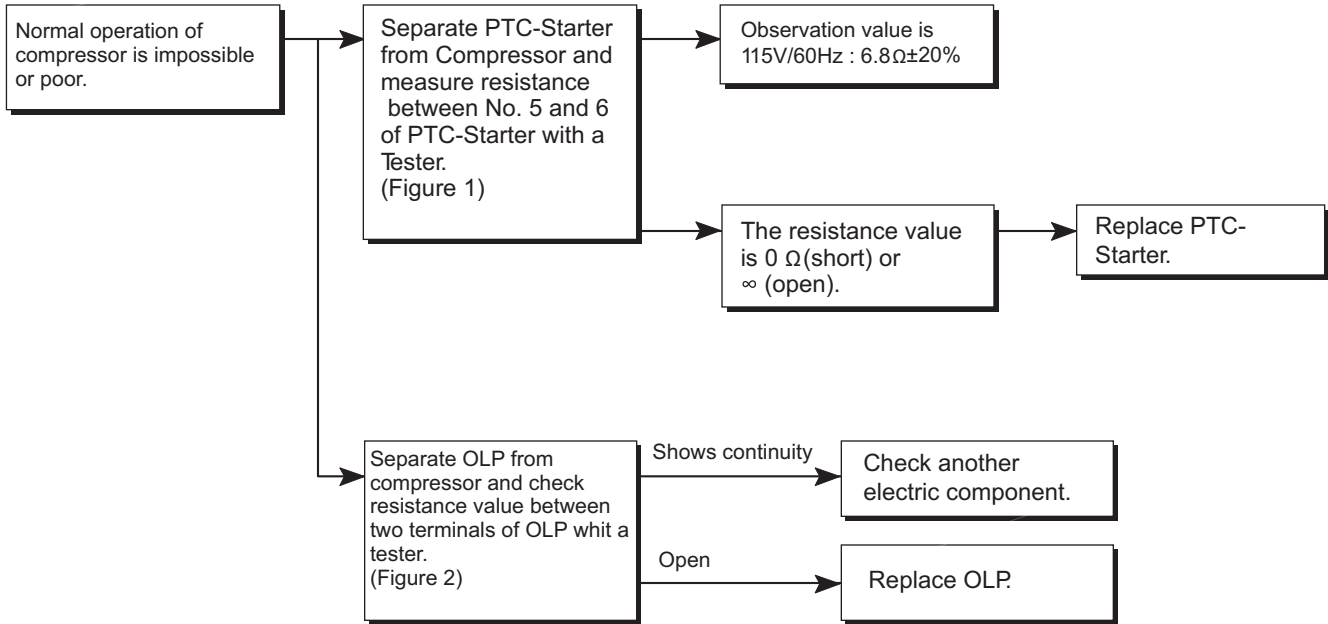 Normal operation of
compressor is impossible
or poor.
Separate PTC-Starter
from Compressor and
measure resistance
between No. 5 and 6
of PTC-Starter with a
Tester.
(Figure 1)
Observation value is
115V/60Hz : 6.8Ω±20%
The resistance value
is 0 Ω(short) or
∞ (open).
Replace PTC-
Starter.
Separate OLP from
compressor and check
resistance value between
two terminals of OLP whit a
tester.
(Figure 2)
Shows continuity
Check another
electric component.
Open
Replace OLP.